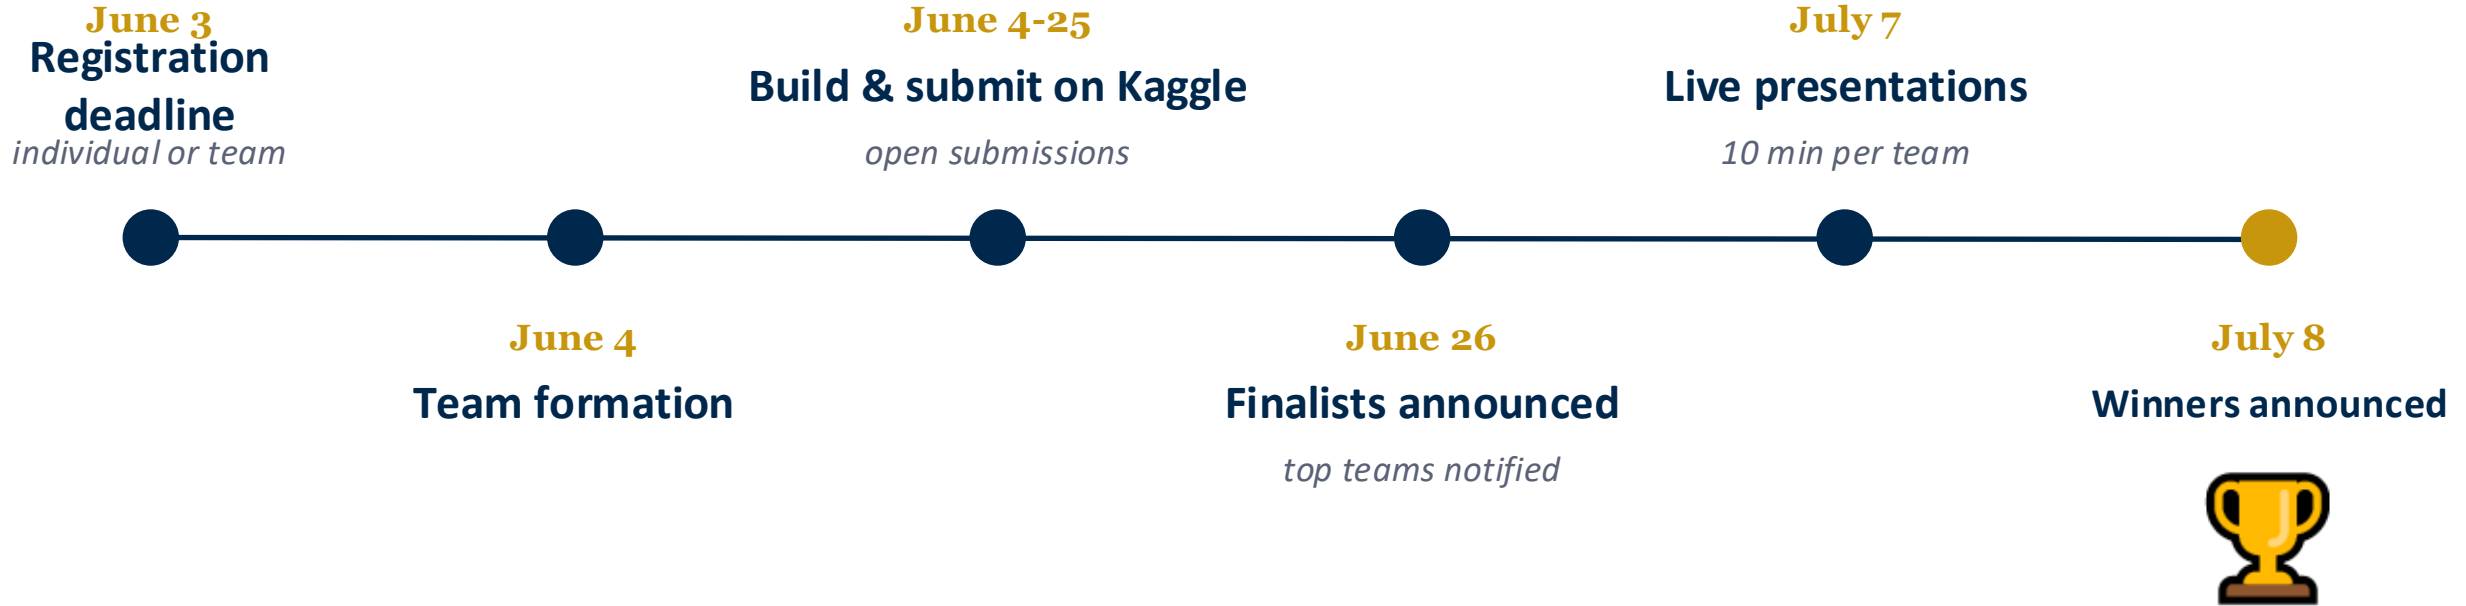 June 3
Registration
deadline
individual or team
June 4
Team formation
June 4-25
Build & submit on Kaggle
open submissions
June 26
Finalists announced
top teams notified
July 7
Live presentations
10 min per team
July 8
Winners announced